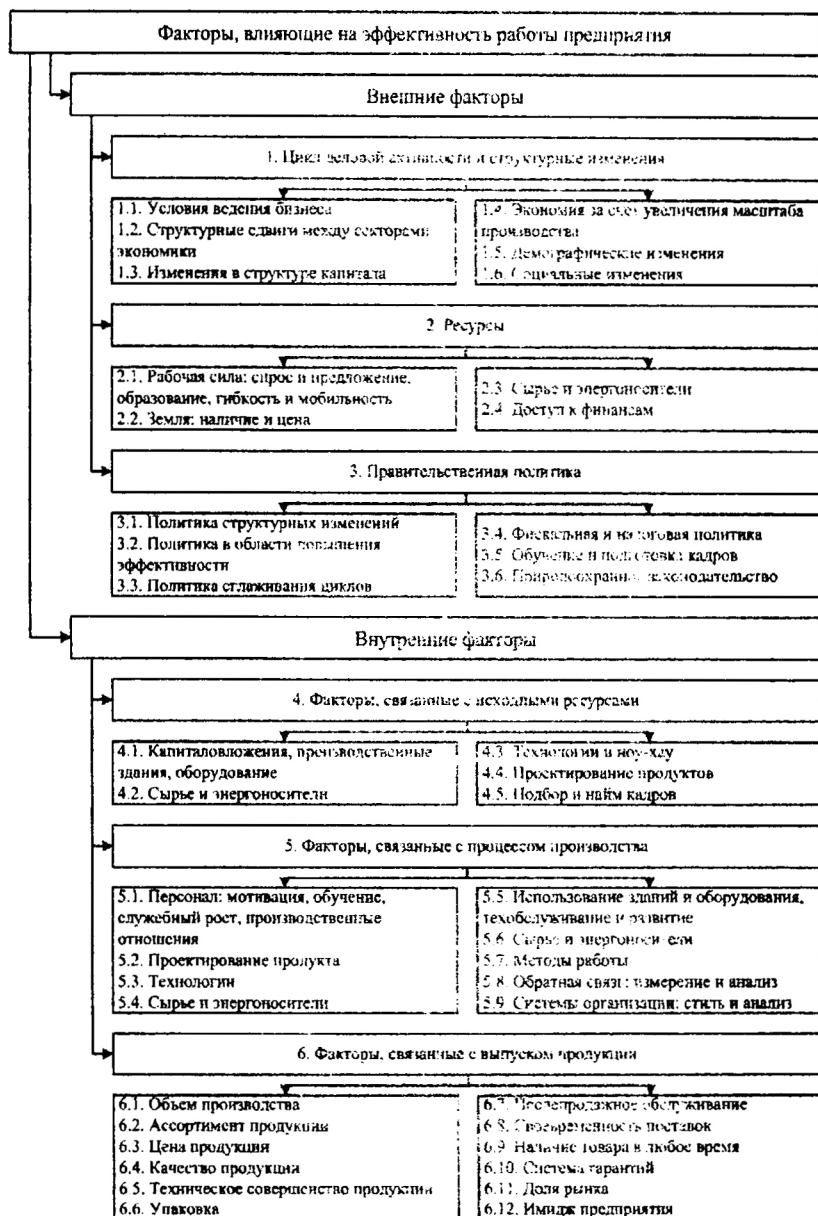 Факторы, влияющие на эффективность работы предприятия
Внешние факторы
1. Цикл деловой активности и структурные изменения
1.1. Условия ведения бизнеса
1.2. Структурные сдвиги между секторами
экономики
1.3. Изменения в структуре капитала
1.4. Экономия за счет увеличения масштаба
производства
1.5. Демографические изменения
1.6. Социальные изменения
2. Ресурсы
2.1. Рабочая сила: спрос и предложение,
образование, гибкость и мобильность
2.2. Земля: наличие и цена
2.3. Сырье и энергоносители
2.4. Доступ к финансам
3. Правительственная политика
3.1. Политика структурных изменений
3.2. Политика в области повышения
эффективности
3.3. Политика сглаживания циклов
3.4. Фискальная и налоговая политика
3.5. Обучение и подготовка кадров
3.6. Природоохранн. законодательство
Внутренние факторы
4. Факторы, связанные с исходными ресурсами
4.1. Капиталовложения, производственные
здания, оборудование
4.2. Сырье и энергоносители
4.3. Технологии и ноу-хау
4.4. Проектирование продуктов
4.5. Подбор и найм кадров
5. Факторы, связанные с процессом производства
5.1. Персонал: мотивация, обучение,
служебный рост, производственные
отношения
5.2. Проектирование продукта
5.3. Технологии
5.4. Сырье и энергоносители
5.5. Использование зданий и оборудования,
техобслуживание и развитие
5.6. Сырье и энергоносители
5.7. Методы работы
5.8. Обратная связь: измерение и анализ
5.9. Системы организации: стиль и анализ
6. Факторы, связанные с выпуском продукции
6.1. Объем производства
6.2. Ассортимент продукции
6.3. Цена продукции
6.4. Качество продукции
6.5. Техническое совершенство продукции
6.6. Упаковка
6.7. Послепродажное обслуживание
6.8. Своевременность поставок
6.9. Наличие товара в любое время
6.10. Система гарантий
6.11. Доля рынка
6.12. Имидж предприятия